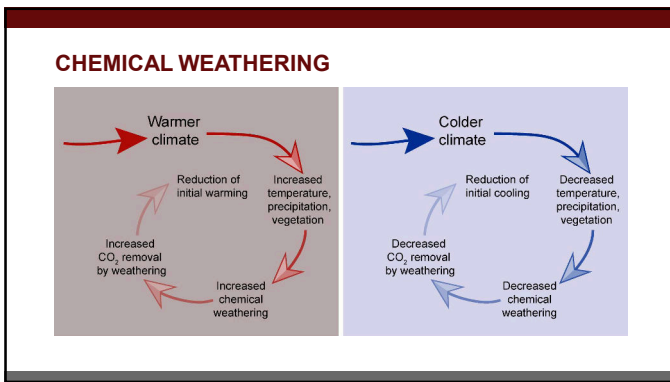 CHEMICAL WEATHERING
Warmer
climate
Increased
temperature,
precipitation,
vegetation
Increased
chemical
weathering
Increased
CO₂ removal
by weathering
Reduction of
initial warming
Colder
climate
Decreased
temperature,
precipitation,
vegetation
Decreased
chemical
weathering
Decreased
CO₂ removal
by weathering
Reduction of
initial cooling